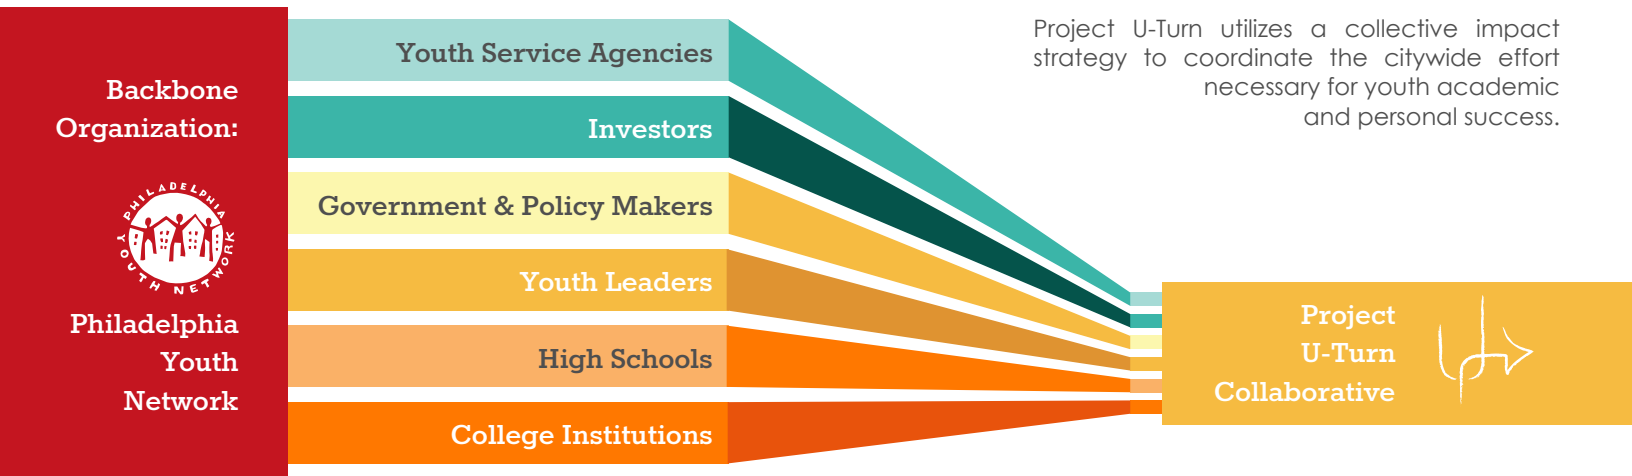 Backbone
Organization:
PHILADELPHIA
YOUTH NETWORK
Philadelphia
Youth
Network
Youth Service Agencies
Investors
Government & Policy Makers
Youth Leaders
High Schools
College Institutions
Project U-Turn utilizes a collective impact
strategy to coordinate the citywide effort
necessary for youth academic
and personal success.
Project
U-Turn
Collaborative